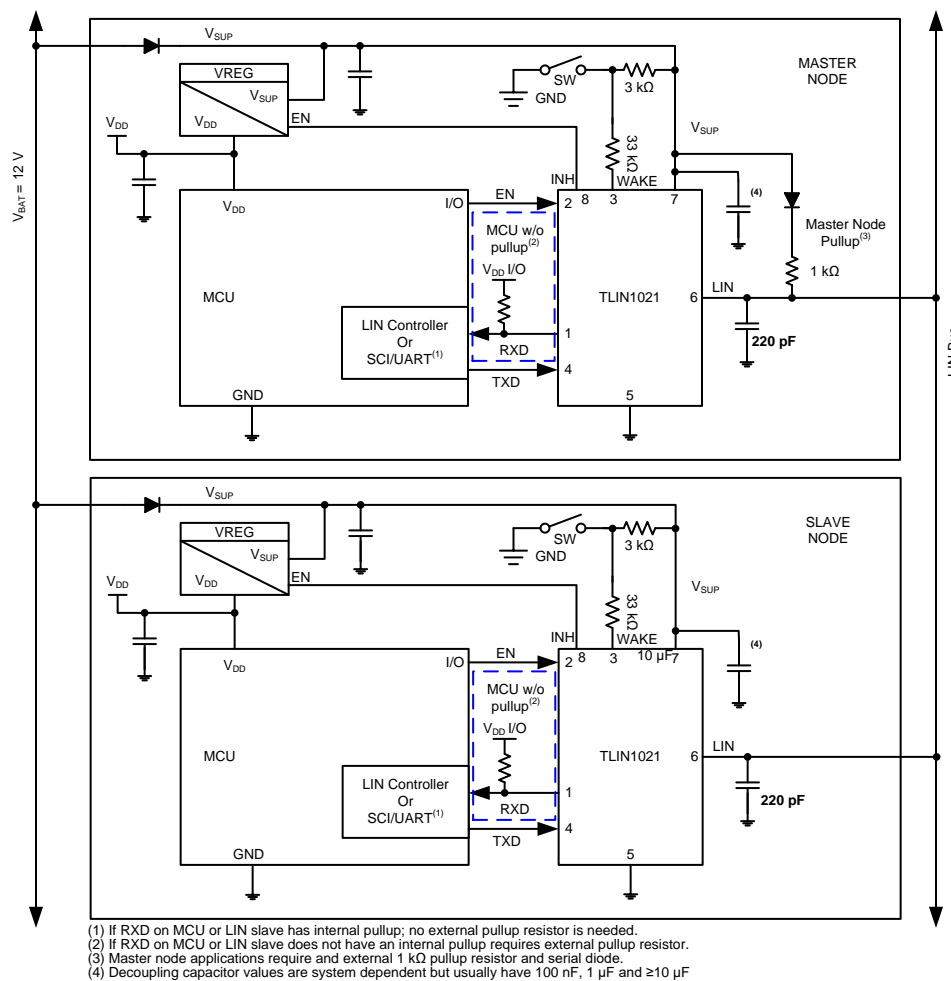 V_BAT = 12 V
V_SUP
VREG
V_SUP
V_DD
V_DD
EN
SW
GND
3 kΩ
33 kΩ
V_SUP
MASTER
NODE
INH
WAKE
8
3
7
(4)
V_DD
I/O
EN
2
MCU w/o
pullup(2)
V_DD I/O
MCU
LIN Controller
Or
SCI/UART(1)
RXD
1
TXD
4
TLIN1021
6
LIN
Master Node
Pullup(3)
1 kΩ
220 pF
GND
5
V_SUP
VREG
V_SUP
V_DD
V_DD
EN
SW
GND
3 kΩ
33 kΩ
V_SUP
SLAVE
NODE
INH
WAKE
10 µF
8
3
7
(4)
V_DD
I/O
EN
2
MCU w/o
pullup(2)
V_DD I/O
MCU
LIN Controller
Or
SCI/UART(1)
RXD
1
TXD
4
TLIN1021
6
LIN
220 pF
GND
5
(1) If RXD on MCU or LIN slave has internal pullup; no external pullup resistor is needed.
(2) If RXD on MCU or LIN slave does not have an internal pullup requires external pullup resistor.
(3) Master node applications require and external 1 kΩ pullup resistor and serial diode.
(4) Decoupling capacitor values are system dependent but usually have 100 nF, 1 µF and ≥10 µF